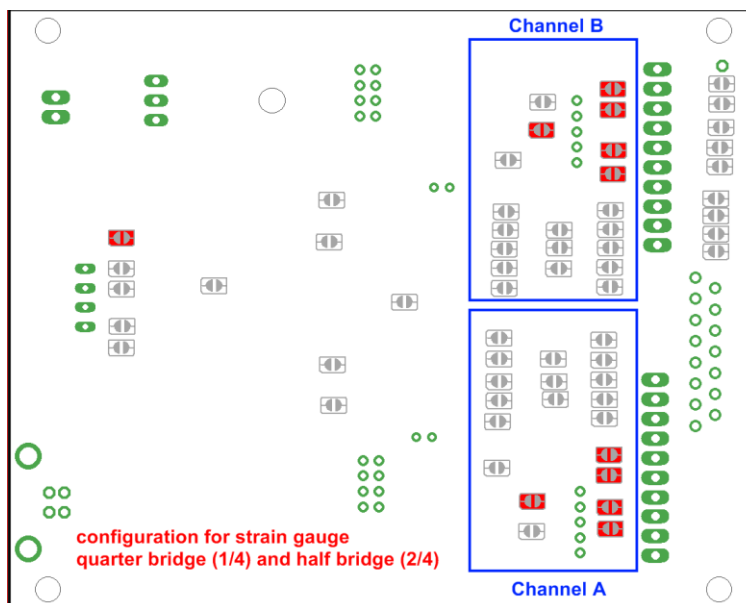 Channel B
configuration for strain gauge
quarter bridge (1/4) and half bridge (2/4)
Channel A